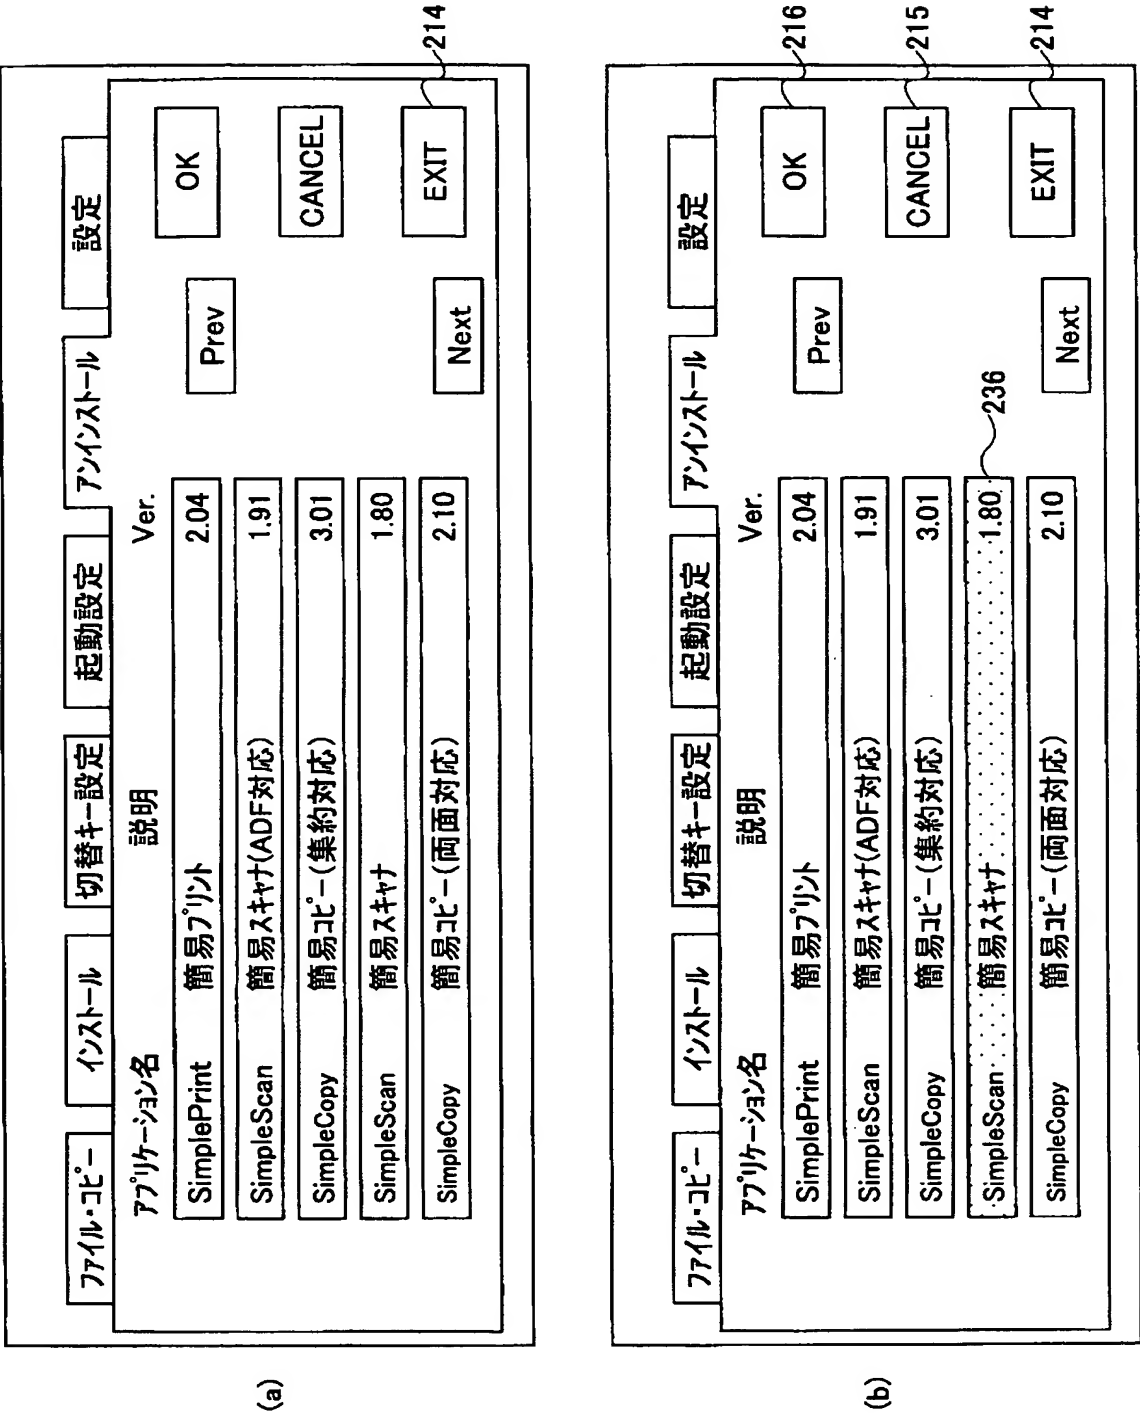 (a)
ファイル・コピー インストール 切替キー設定 起動設定 アンインストール 設定
アプリケーション名 説明 Ver.
SimplePrint 簡易プリント 2.04
SimpleScan 簡易スキャナ(ADF対応) 1.91
SimpleCopy 簡易コピー(集約対応) 3.01
SimpleScan 簡易スキャナ 1.80
SimpleCopy 簡易コピー(両面対応) 2.10
Prev
Next
OK
CANCEL
EXIT
214
(b)
ファイル・コピー インストール 切替キー設定 起動設定 アンインストール 設定
アプリケーション名 説明 Ver.
SimplePrint 簡易プリント 2.04
SimpleScan 簡易スキャナ(ADF対応) 1.91
SimpleCopy 簡易コピー(集約対応) 3.01
SimpleScan 簡易スキャナ 1.80
SimpleCopy 簡易コピー(両面対応) 2.10
236
Prev
Next
OK
216
CANCEL
215
EXIT
214